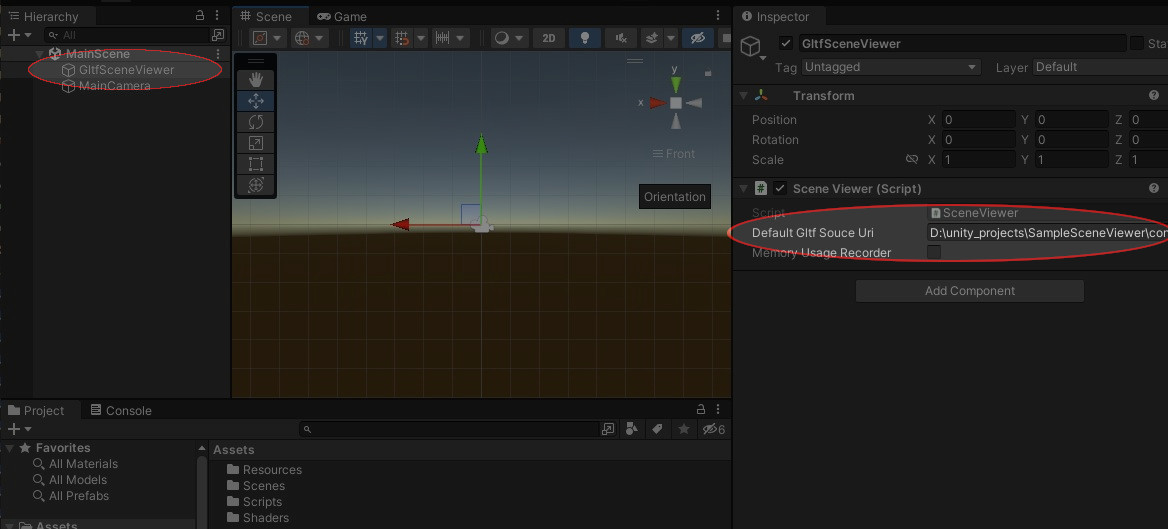 Hierarchy
All
MainScene
GltfSceneViewer
MainCamera
Scene
Game
2D
y
x
Front
Orientation
Inspector
GltfSceneViewer
Stat
Tag Untagged
Layer Default
Transform
Position X 0 Y 0 Z 0
Rotation X 0 Y 0 Z 0
Scale X 1 Y 1 Z 1
# Scene Viewer (Script)
Script SceneViewer
Default Gltf Souce Uri D:\unity_projects\SampleSceneViewer\con
Memory Usage Recorder
Add Component
Project
Console
6
Favorites
All Materials
All Models
All Prefabs
Assets
Assets
Resources
Scenes
Scripts
Shaders